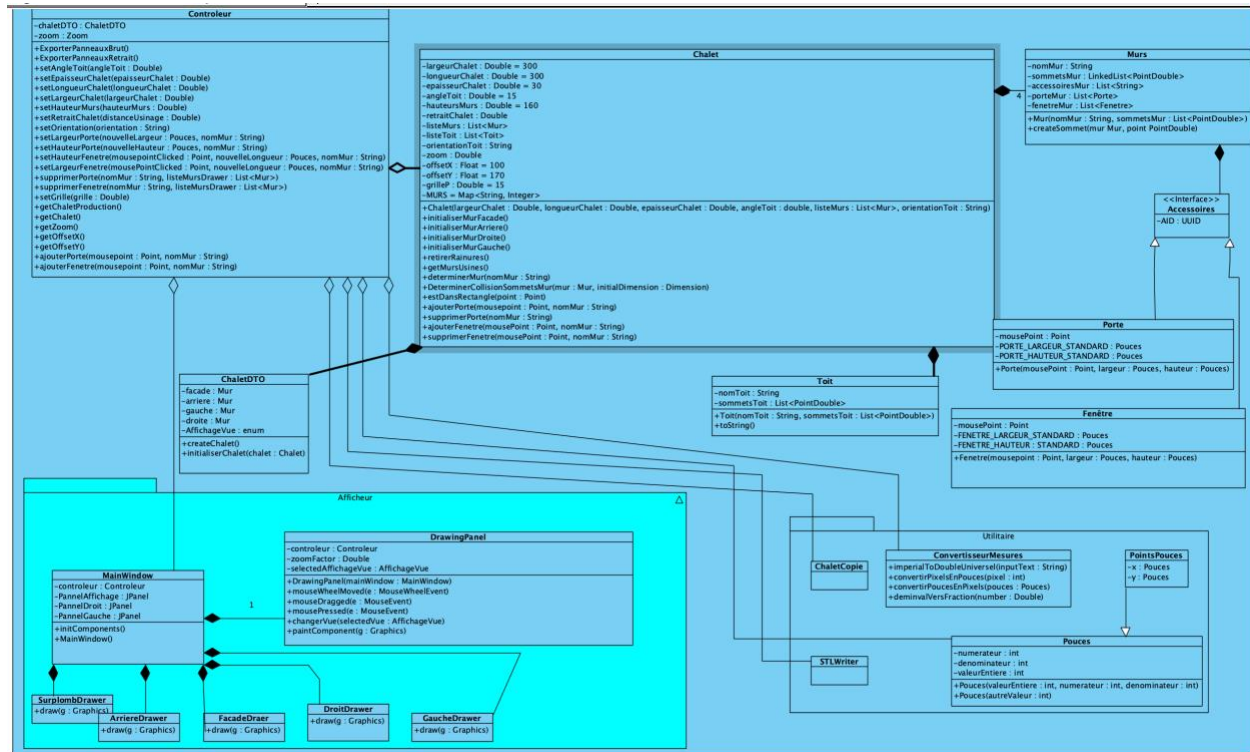 Controleur
-chaletDTO : ChaletDTO
-zoom : Zoom
+ExporterPanneauxBrut()
+ExporterPanneauxRetrait()
+setAngleToit(angleToit : Double)
+setEpaisseurChalet(epaisseurChalet : Double)
+setLongueurChalet(longueurChalet : Double)
+setLargeurChalet(largeurChalet : Double)
+setHauteurMurs(hauteurMurs : Double)
+setRetraitChalet(distanceUsinage : Double)
+setOrientation(orientation : String)
+setLargeurPorte(nouvelleLargeur : Pouces, nomMur : String)
+setHauteurPorte(nouvelleHauteur : Pouces, nomMur : String)
+setHauteurFenetre(mousepointClicked : Point, nouvelleLongueur : Pouces, nomMur : String)
+setLargeurFenetre(mousePointClicked : Point, nouvelleLongueur : Pouces, nomMur : String)
+supprimerPorte(nomMur : String, listeMursDrawer : List<Mur>)
+supprimerFenetre(nomMur : String, listeMursDrawer : List<Mur>)
+setGrille(grille : Double)
+getChaletProduction()
+getChalet()
+getZoom()
+getOffsetX()
+getOffsetY()
+ajouterPorte(mousepoint : Point, nomMur : String)
+ajouterFenetre(mousepoint : Point, nomMur : String)
Chalet
-largeurChalet : Double = 300
-longueurChalet : Double = 300
-epaisseurChalet : Double = 30
-angleToit : Double = 15
-hauteursMurs : Double = 160
-retraitChalet : Double
-listeMurs : List<Mur>
-listeToit : List<Toit>
-orientationToit : String
-zoom : Double
-offsetX : Float = 100
-offsetY : Float = 170
-grilleP : Double = 15
-MURS = Map<String, Integer>
+Chalet(largeurChalet : Double, longueurChalet : Double, epaisseurChalet : Double, angleToit : double, listeMurs : List<Mur>, orientationToit : String)
+initialiserMurFacade()
+initialiserMurArriere()
+initialiserMurDroite()
+initialiserMurGauche()
+retirerRainures()
+getMursUsines()
+determinerMur(nomMur : String)
+DeterminerCollisionSommetsMur(mur : Mur, initialDimension : Dimension)
+estDansRectangle(point : Point)
+ajouterPorte(mousepoint : Point, nomMur : String)
+supprimerPorte(nomMur : String)
+ajouterFenetre(mousePoint : Point, nomMur : String)
+supprimerFenetre(mousePoint : Point, nomMur : String)
4
Murs
-nomMur : String
-sommetsMur : LinkedList<PointDouble>
-accessoiresMur : List<String>
-porteMur : List<Porte>
-fenetreMur : List<Fenetre>
+Mur(nomMur : String, sommetsMur : List<PointDouble>)
+createSommet(mur Mur, point PointDouble)
<<Interface>>
Accessoires
-AID : UUID
Porte
-mousePoint : Point
-PORTE_LARGEUR_STANDARD : Pouces
-PORTE_HAUTEUR_STANDARD : Pouces
+Porte(mousePoint : Point, largeur : Pouces, hauteur : Pouces)
Fenêtre
-mousePoint : Point
-FENETRE_LARGEUR_STANDARD : Pouces
-FENETRE_HAUTEUR : STANDARD : Pouces
+Fenetre(mousepoint : Point, largeur : Pouces, hauteur : Pouces)
ChaletDTO
-facade : Mur
-arriere : Mur
-gauche : Mur
-droite : Mur
-AffichageVue : enum
+createChalet()
+initialiserChalet(chalet : Chalet)
Toit
-nomToit : String
-sommetsToit : List<PointDouble>
+Toit(nomToit : String, sommetsToit : List<PointDouble>)
+toString()
Afficheur
DrawingPanel
-controleur : Controleur
-zoomFactor : Double
-selectedAffichageVue : AffichageVue
+DrawingPanel(mainWindow : MainWindow)
+mouseWheelMoved(e : MouseWheelEvent)
+mouseDragged(e : MouseEvent)
+mousePressed(e : MouseEvent)
+changerVue(selectedVue : AffichageVue)
+paintComponent(g : Graphics)
MainWindow
-controleur : Controleur
-PannelAffichage : JPanel
-PannelDroit : JPanel
-PannelGauche : JPanel
+initComponents()
+MainWindow()
1
SurplombDrawer
+draw(g : Graphics)
ArriereDrawer
+draw(g : Graphics)
FacadeDraer
+draw(g : Graphics)
DroitDrawer
+draw(g : Graphics)
GaucheDrawer
+draw(g : Graphics)
Utilitaire
ChaletCopie
ConvertisseurMesures
+imperialToDoubleUniversel(inputText : String)
+convertirPixelsEnPouces(pixel : int)
+convertirPoucesEnPixels(pouces : Pouces)
+deminvalVersFraction(number : Double)
PointsPouces
-x : Pouces
-y : Pouces
STLWriter
Pouces
-numerateur : int
-denominateur : int
-valeurEntiere : int
+Pouces(valeurEntiere : int, numerateur : int, denominateur : int)
+Pouces(autreValeur : int)